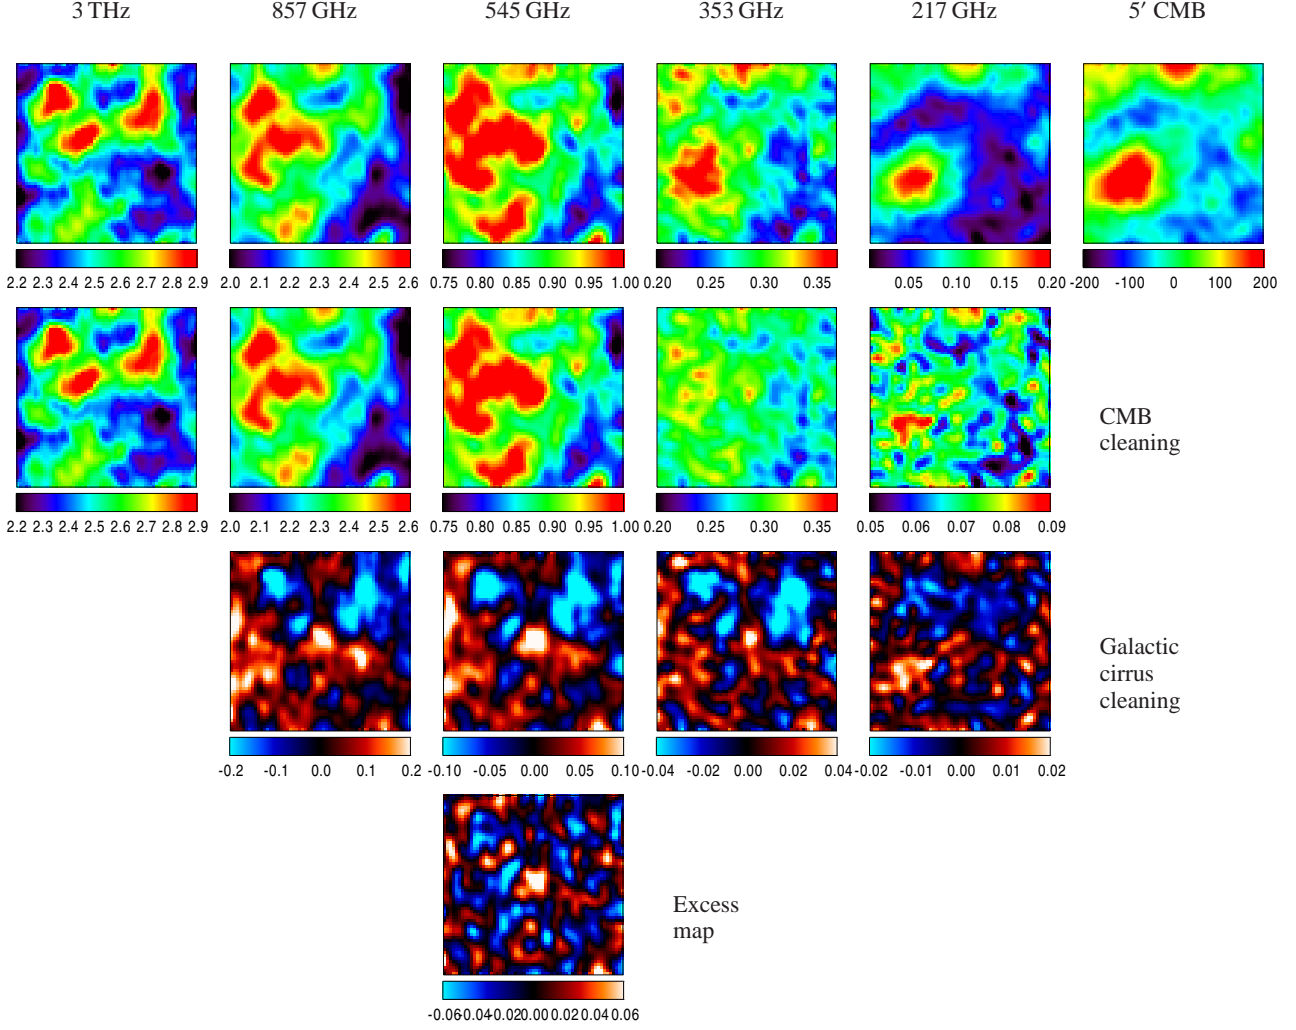 3 THz 857 GHz 545 GHz 353 GHz 217 GHz 5′ CMB
2.2 2.3 2.4 2.5 2.6 2.7 2.8 2.9 2.0 2.1 2.2 2.3 2.4 2.5 2.6 0.75 0.80 0.85 0.90 0.95 1.00 0.20 0.25 0.30 0.35 0.05 0.10 0.15 0.20 -200 -100 0 100 200
CMB
cleaning
2.2 2.3 2.4 2.5 2.6 2.7 2.8 2.9 2.0 2.1 2.2 2.3 2.4 2.5 2.6 0.75 0.80 0.85 0.90 0.95 1.00 0.20 0.25 0.30 0.35 0.05 0.06 0.07 0.08 0.09
Galactic
cirrus
cleaning
-0.2 -0.1 0.0 0.1 0.2 -0.10 -0.05 0.00 0.05 0.10 -0.04 -0.02 0.00 0.02 0.04 -0.02 -0.01 0.00 0.01 0.02
Excess
map
-0.06 -0.04 -0.02 0.00 0.02 0.04 0.06